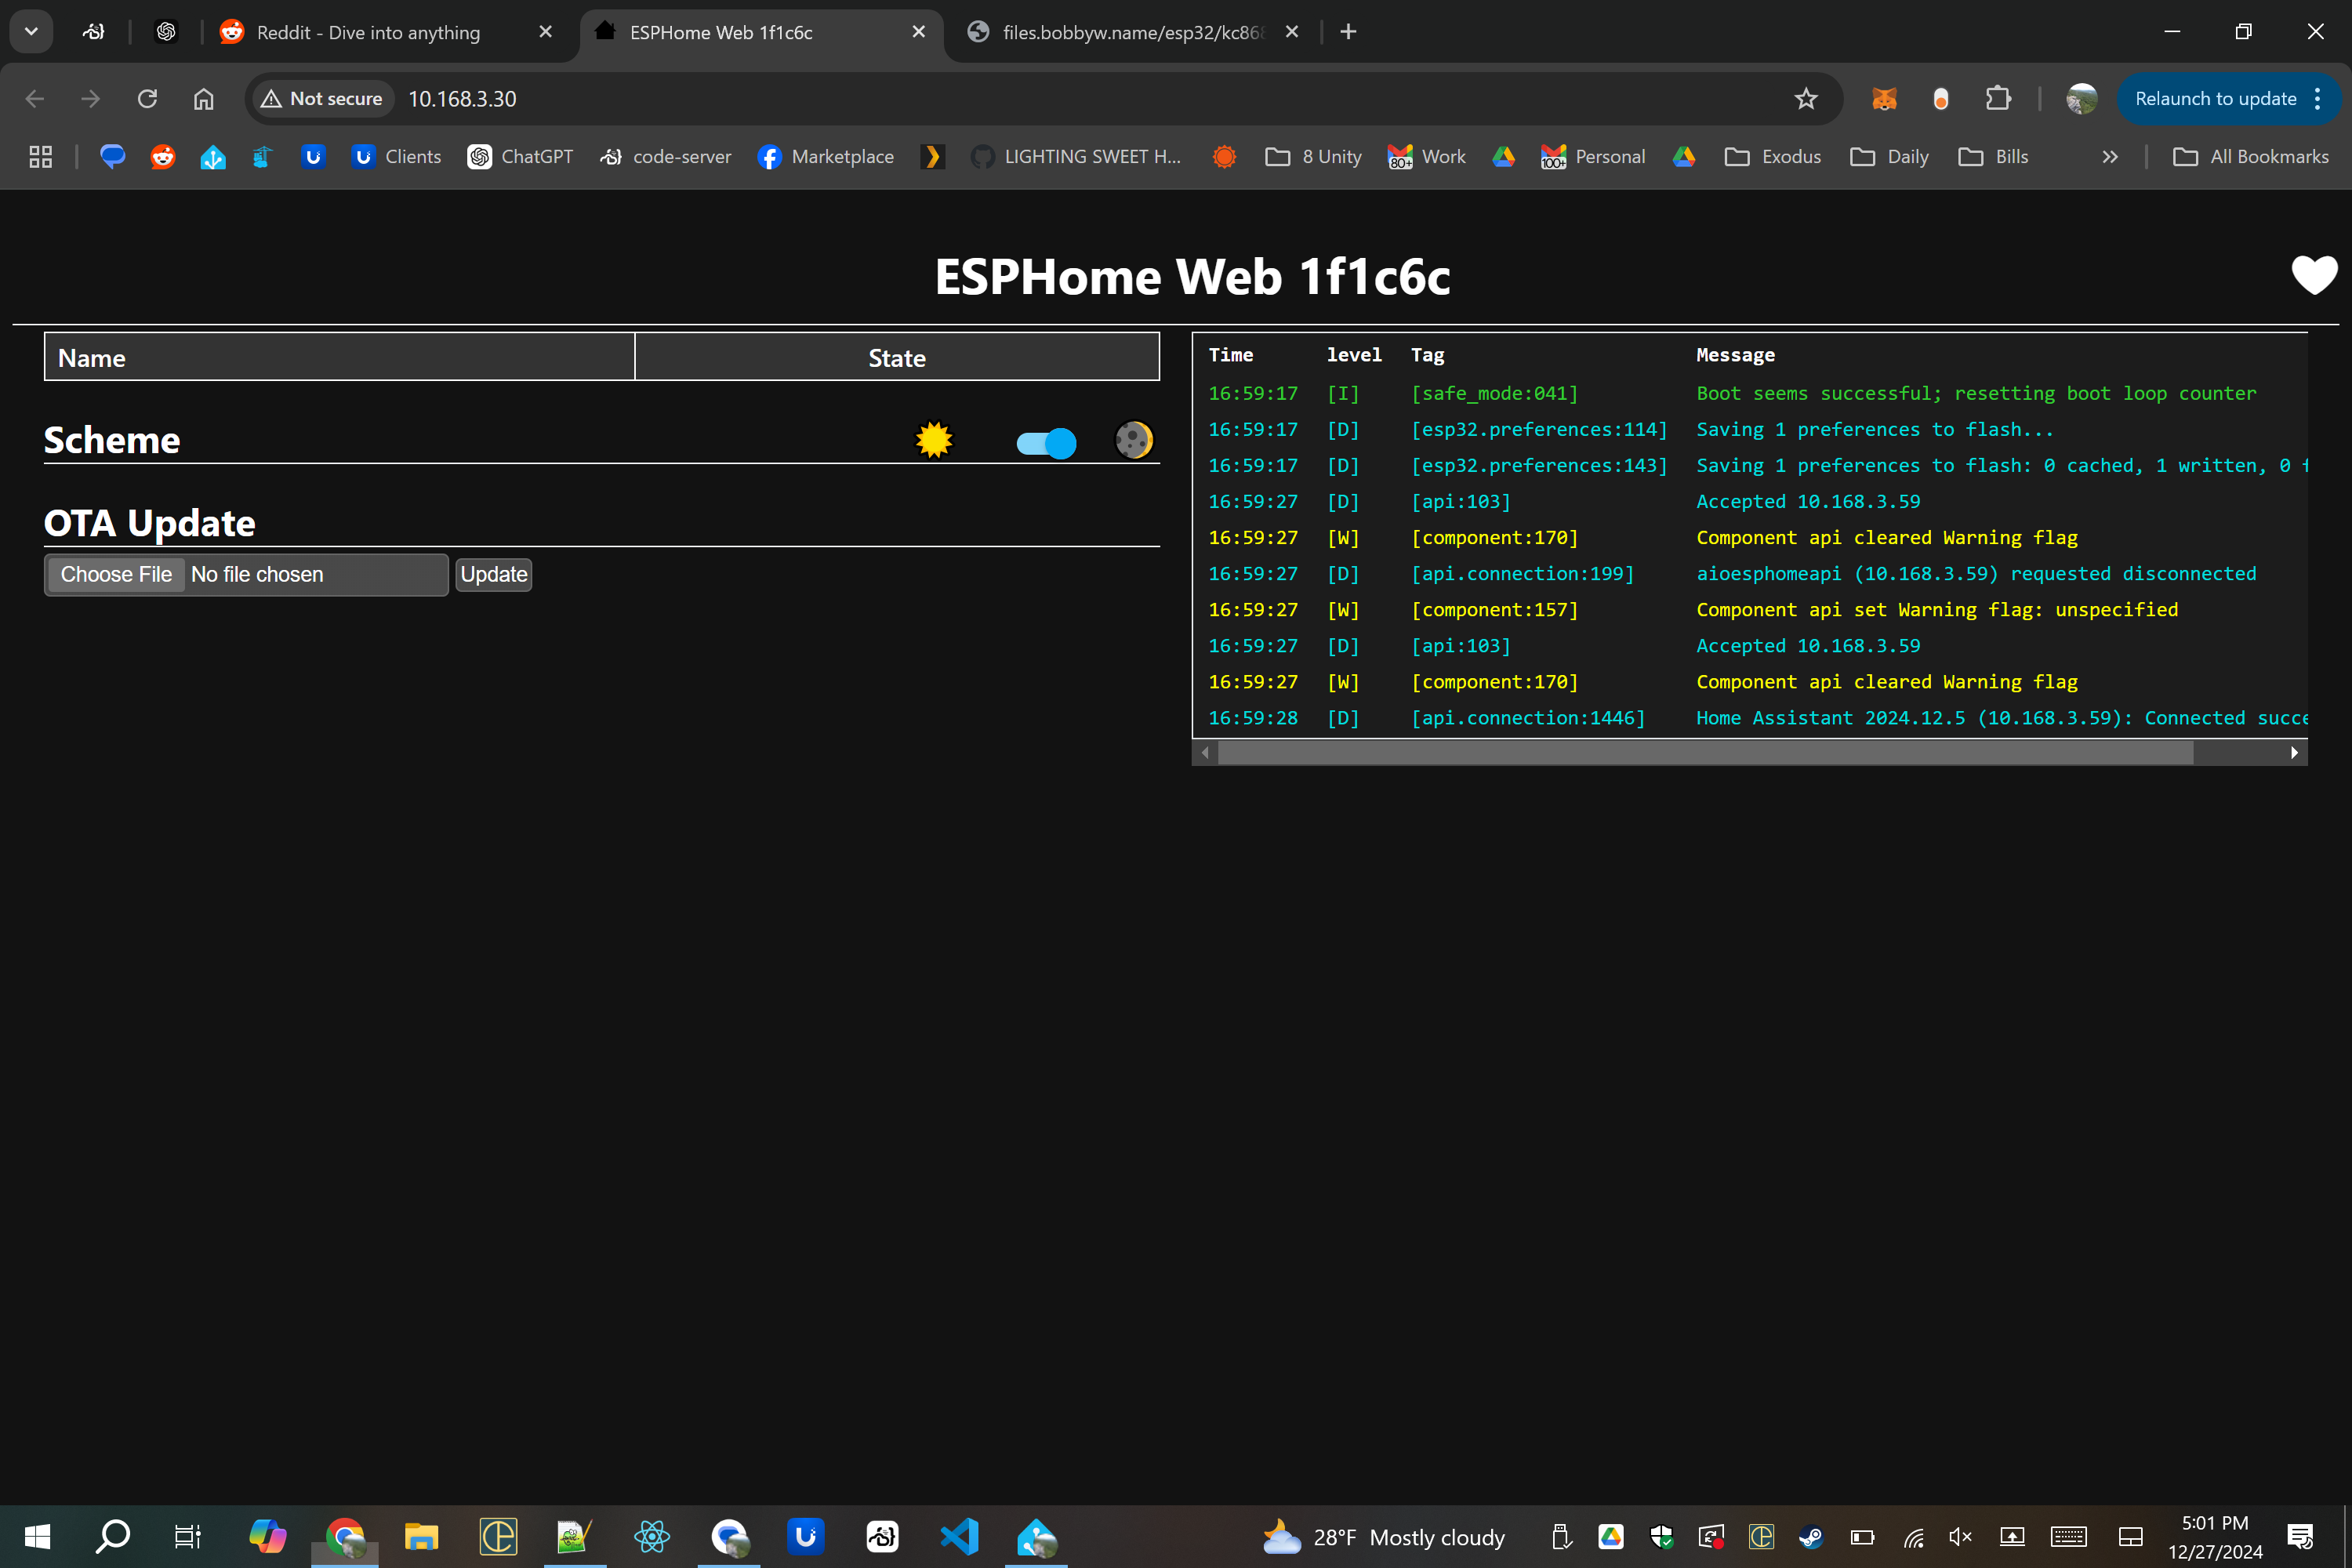 Reddit - Dive into anything
ESPHome Web 1f1c6c
files.bobbyw.name/esp32/kc868
Not secure
10.168.3.30
Relaunch to update
Clients
ChatGPT
code-server
Marketplace
LIGHTING SWEET H...
8 Unity
80+
Work
100+
Personal
Exodus
Daily
Bills
All Bookmarks
ESPHome Web 1f1c6c
Name State
Scheme
OTA Update
Choose File No file chosen Update
Time level Tag Message
16:59:17 [I] [safe_mode:041] Boot seems successful; resetting boot loop counter
16:59:17 [D] [esp32.preferences:114] Saving 1 preferences to flash...
16:59:17 [D] [esp32.preferences:143] Saving 1 preferences to flash: 0 cached, 1 written, 0
16:59:27 [D] [api:103] Accepted 10.168.3.59
16:59:27 [W] [component:170] Component api cleared Warning flag
16:59:27 [D] [api.connection:199] aioesphomeapi (10.168.3.59) requested disconnected
16:59:27 [W] [component:157] Component api set Warning flag: unspecified
16:59:27 [D] [api:103] Accepted 10.168.3.59
16:59:27 [W] [component:170] Component api cleared Warning flag
16:59:28 [D] [api.connection:1446] Home Assistant 2024.12.5 (10.168.3.59): Connected succe
28°F Mostly cloudy
5:01 PM
12/27/2024